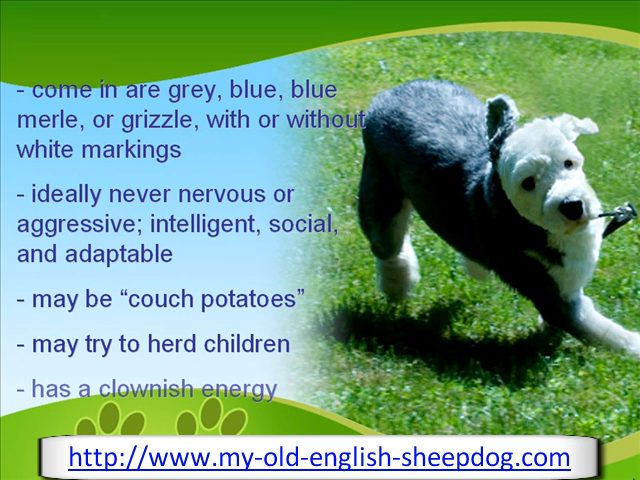 - come in are grey, blue, blue
merle, or grizzle, with or without
white markings
- ideally never nervous or
aggressive; intelligent, social,
and adaptable
- may be “couch potatoes”
- may try to herd children
- has a clownish energy
http://www.my-old-english-sheepdog.com